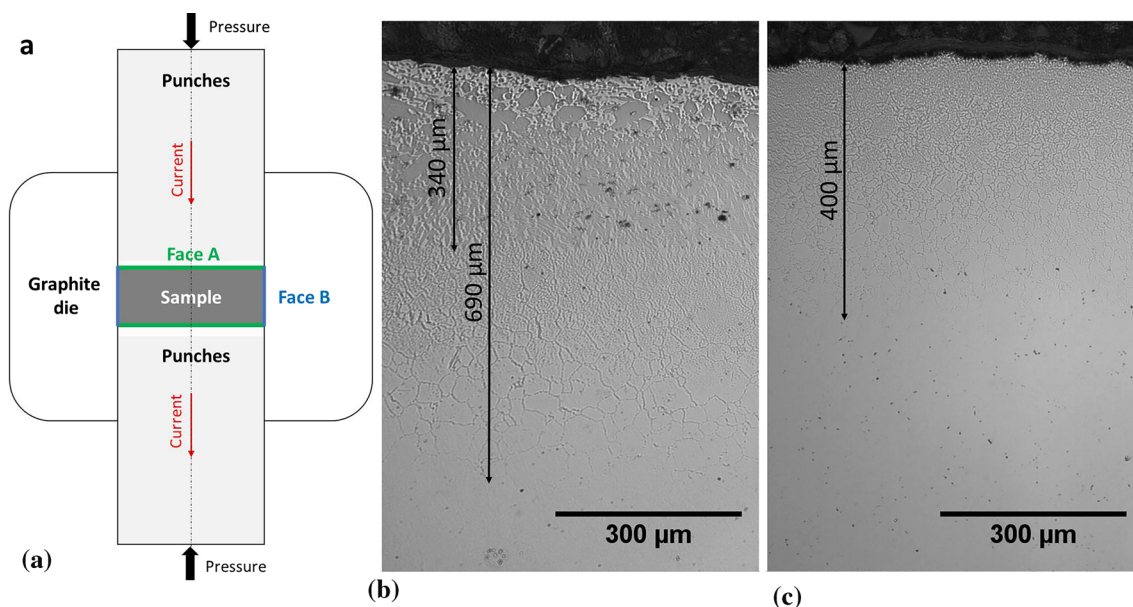 a
Pressure
Punches
Current
Face A
Graphite
die
Sample
Face B
Punches
Current
Pressure
(a)
340 µm
690 µm
300 µm
(b)
400 µm
300 µm
(c)